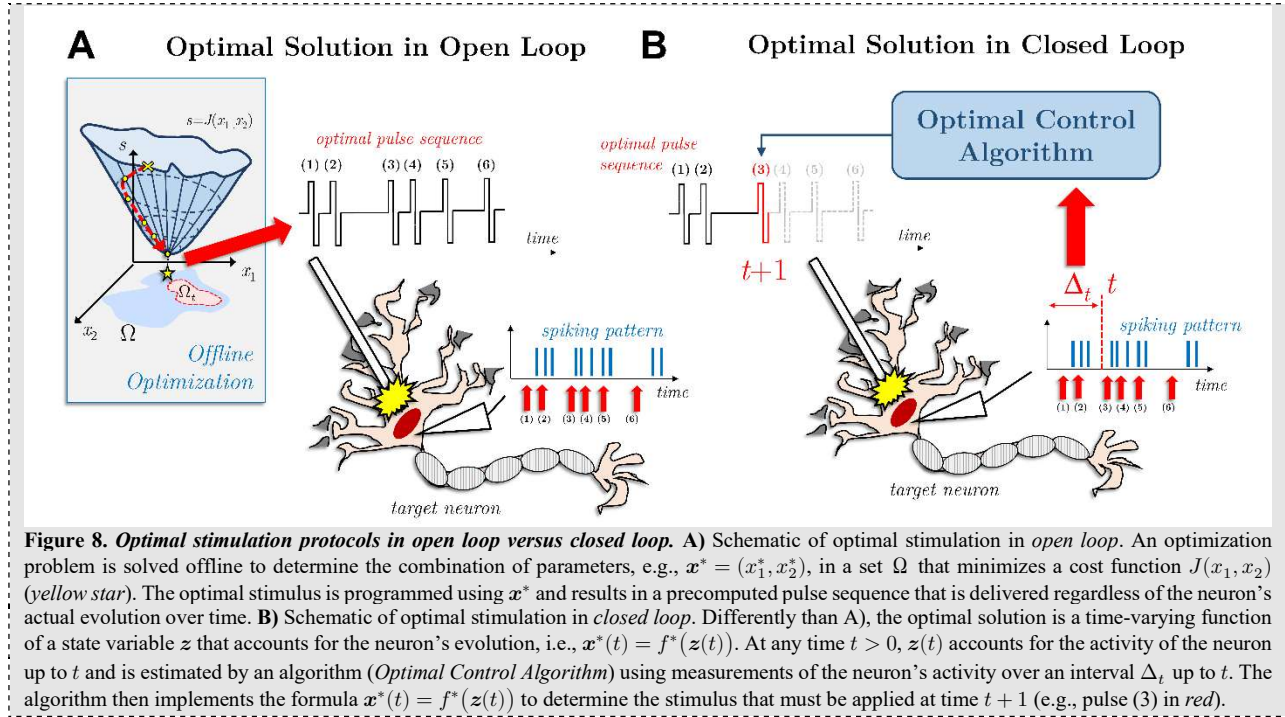 A
Optimal Solution in Open Loop
s=J(x₁, x₂)
s
x₁
x₂
Ω
Ωₜ
Offline
Optimization
optimal pulse sequence
(1) (2) (3) (4) (5) (6)
time
spiking pattern
time
(1) (2) (3) (4) (5) (6)
target neuron
B
Optimal Solution in Closed Loop
Optimal Control
Algorithm
optimal pulse
sequence
(1) (2) (3) (4) (5) (6)
time
t+1
Δₜ t
spiking pattern
time
(1) (2) (3) (4) (5) (6)
target neuron
Figure 8. Optimal stimulation protocols in open loop versus closed loop. A) Schematic of optimal stimulation in open loop. An optimization
problem is solved offline to determine the combination of parameters, e.g., x* = (x₁*, x₂*), in a set Ω that minimizes a cost function J(x₁, x₂)
(yellow star). The optimal stimulus is programmed using x* and results in a precomputed pulse sequence that is delivered regardless of the neuron's
actual evolution over time. B) Schematic of optimal stimulation in closed loop. Differently than A), the optimal solution is a time-varying function
of a state variable z that accounts for the neuron's evolution, i.e., x*(t) = f*(z(t)). At any time t > 0, z(t) accounts for the activity of the neuron
up to t and is estimated by an algorithm (Optimal Control Algorithm) using measurements of the neuron's activity over an interval Δₜ up to t. The
algorithm then implements the formula x*(t) = f*(z(t)) to determine the stimulus that must be applied at time t + 1 (e.g., pulse (3) in red).